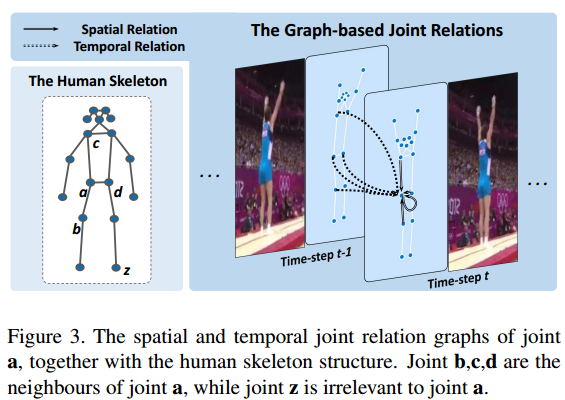 Spatial Relation
Temporal Relation
The Graph-based Joint Relations
The Human Skeleton
c
a
d
b
z
...
...
Time-step t-1
Time-step t
Figure 3. The spatial and temporal joint relation graphs of joint
a, together with the human skeleton structure. Joint b,c,d are the
neighbours of joint a, while joint z is irrelevant to joint a.